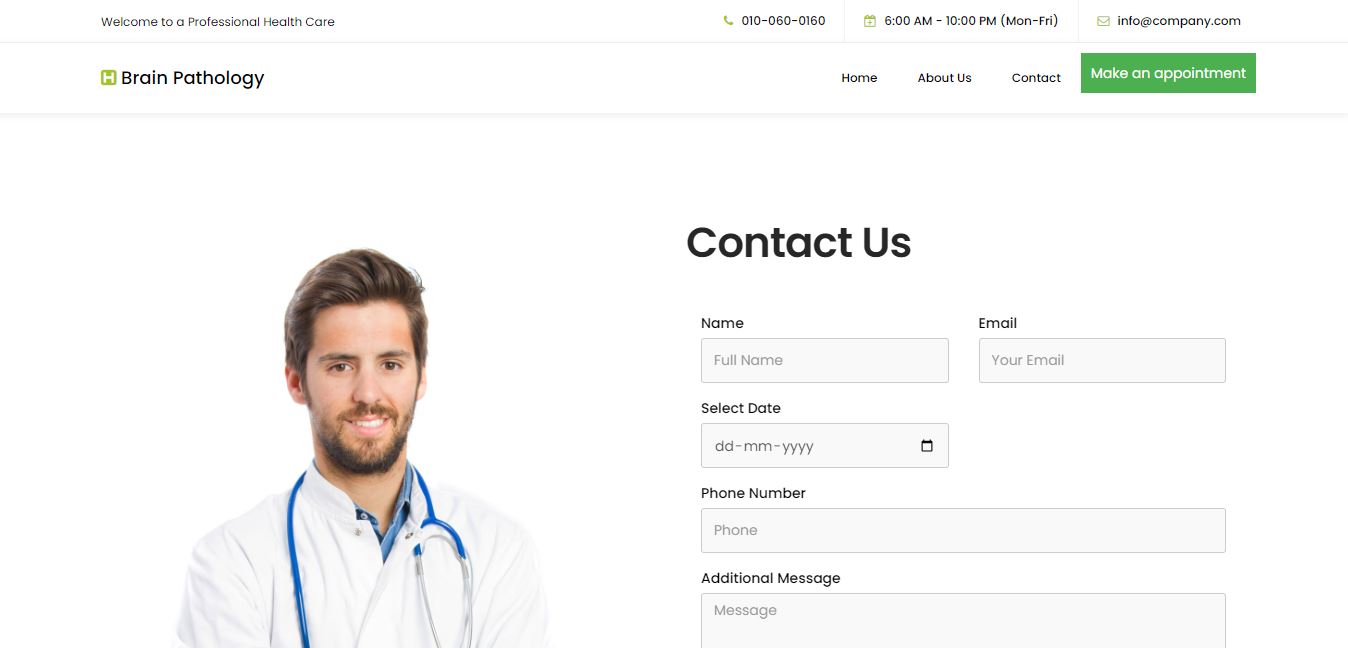 Welcome to a Professional Health Care
010-060-0160
6:00 AM - 10:00 PM (Mon-Fri)
info@company.com
Brain Pathology
Home
About Us
Contact
Make an appointment
Contact Us
Name
Email
Full Name
Your Email
Select Date
dd-mm-yyyy
Phone Number
Phone
Additional Message
Message